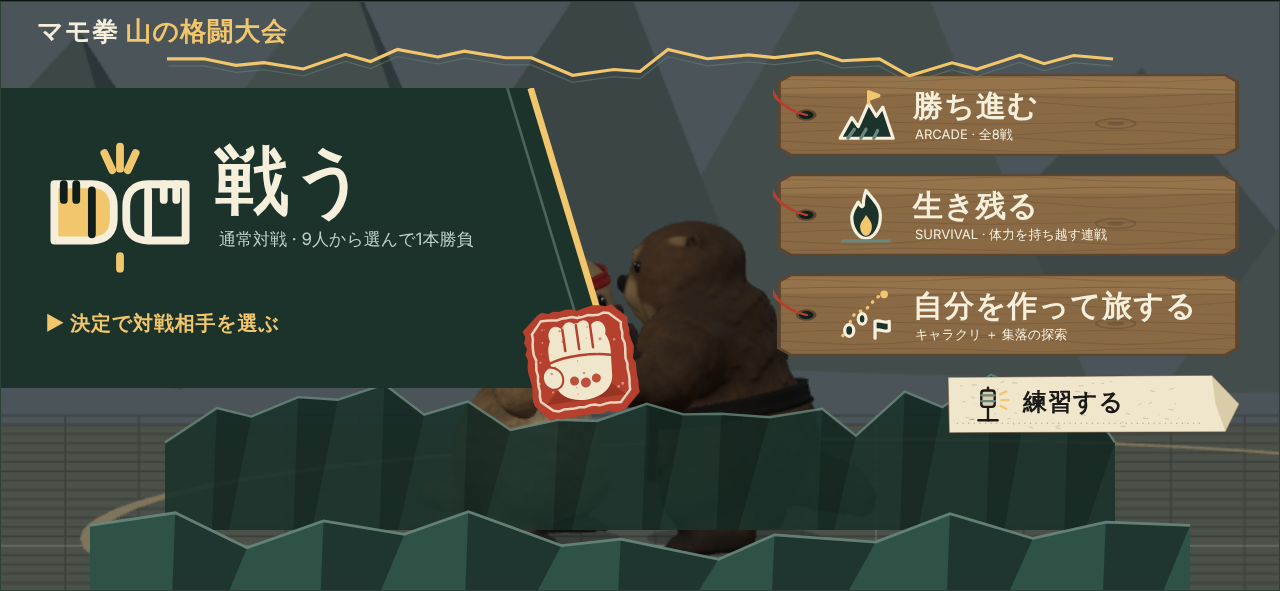 マモ拳 山の格闘大会
戦う
通常対戦 · 9人から選んで1本勝負
▶ 決定で対戦相手を選ぶ
勝ち進む
ARCADE · 全8戦
生き残る
SURVIVAL · 体力を持ち越す連戦
自分を作って旅する
キャラクリ + 集落の探索
練習する